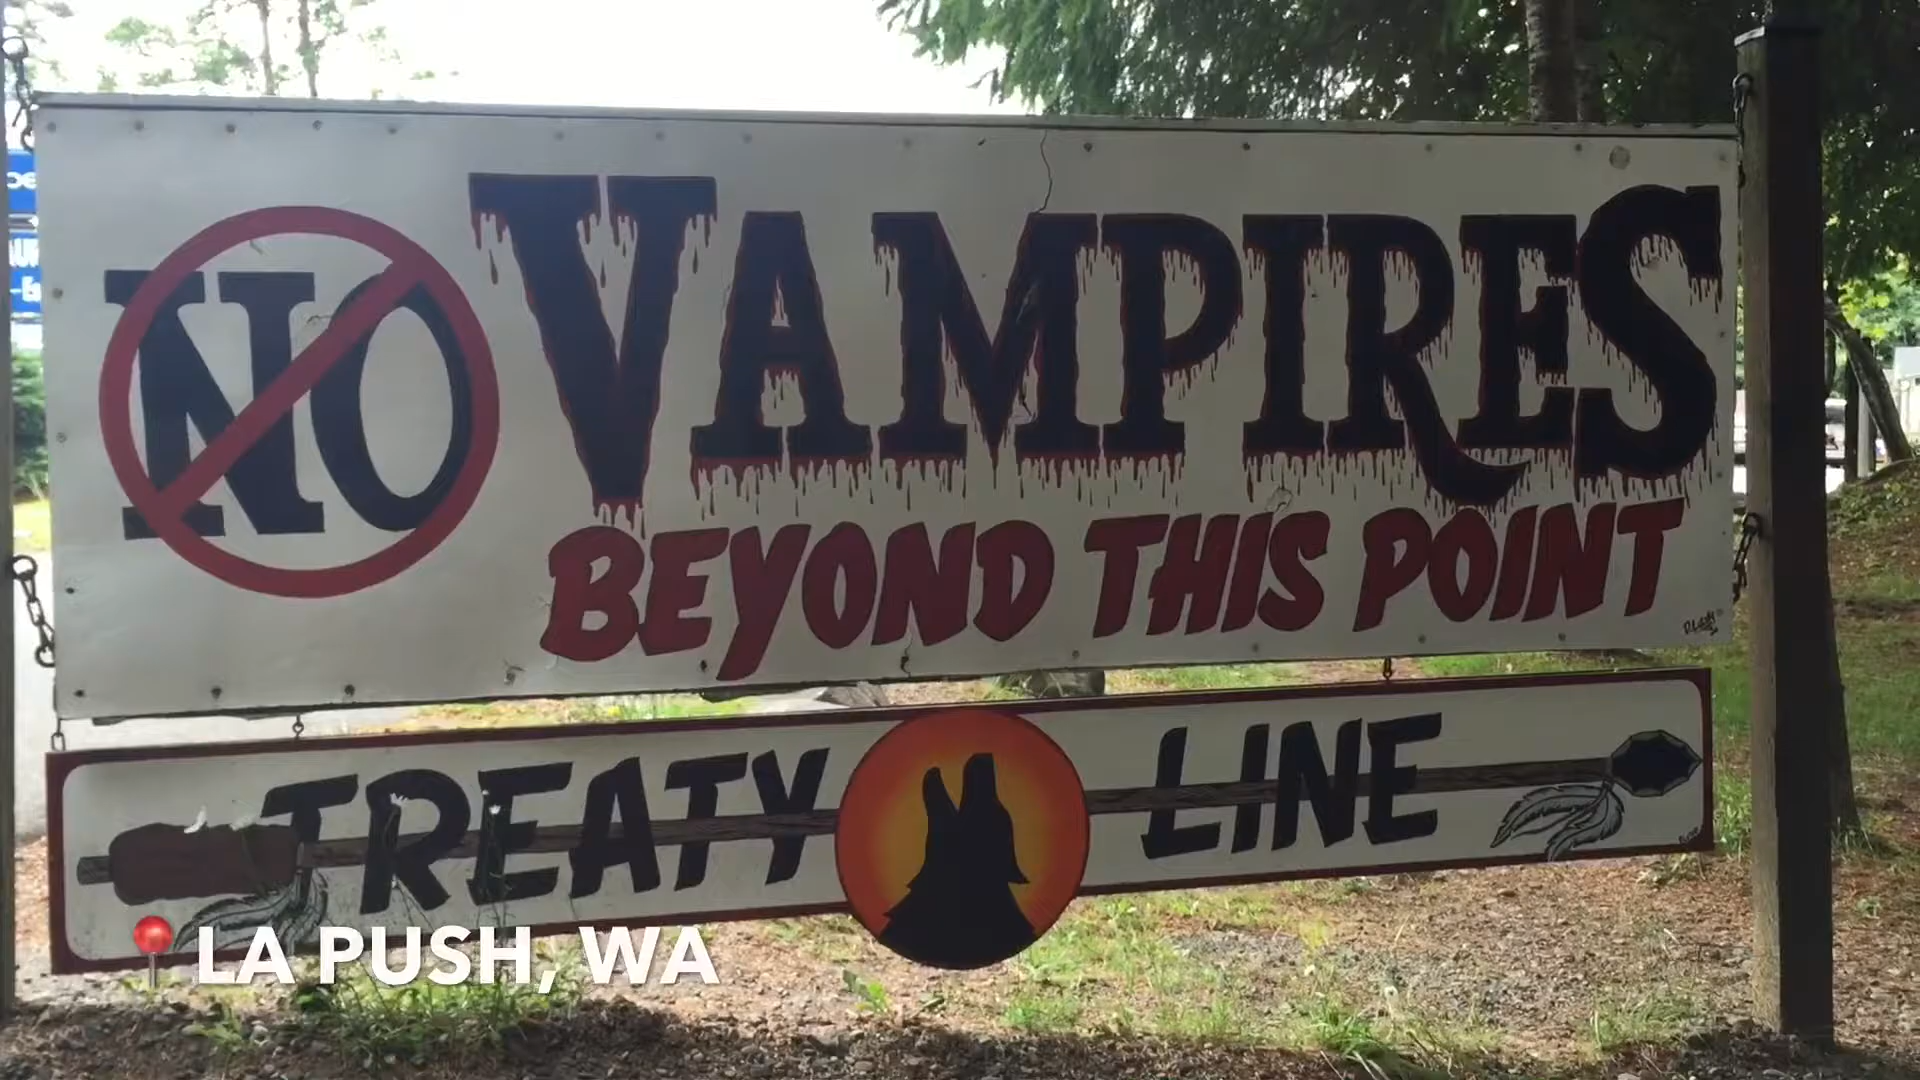 NO VAMPIRES
BEYOND THIS POINT
TREATY LINE
LA PUSH, WA